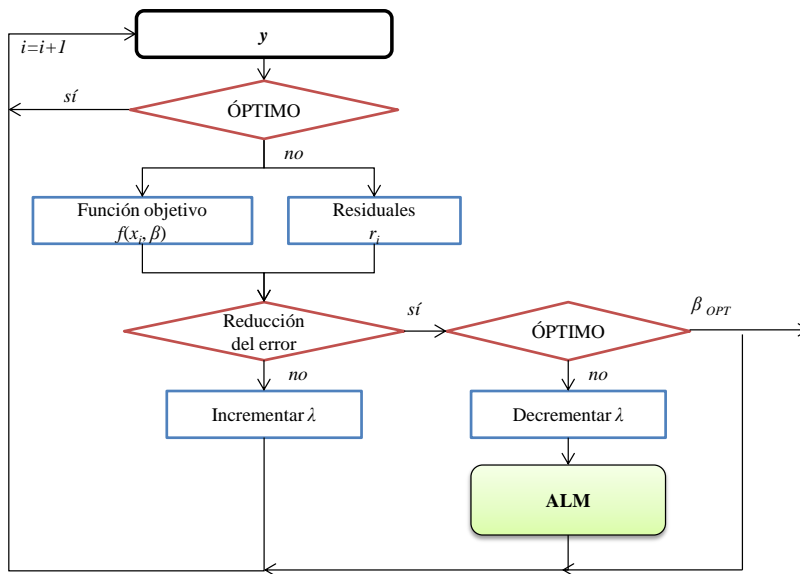 y
i=i+1
sí
ÓPTIMO
no
Función objetivo
f(xi, β)
Residuales
ri
Reducción
del error
sí
ÓPTIMO
β OPT
no
no
Incrementar λ
Decrementar λ
ALM